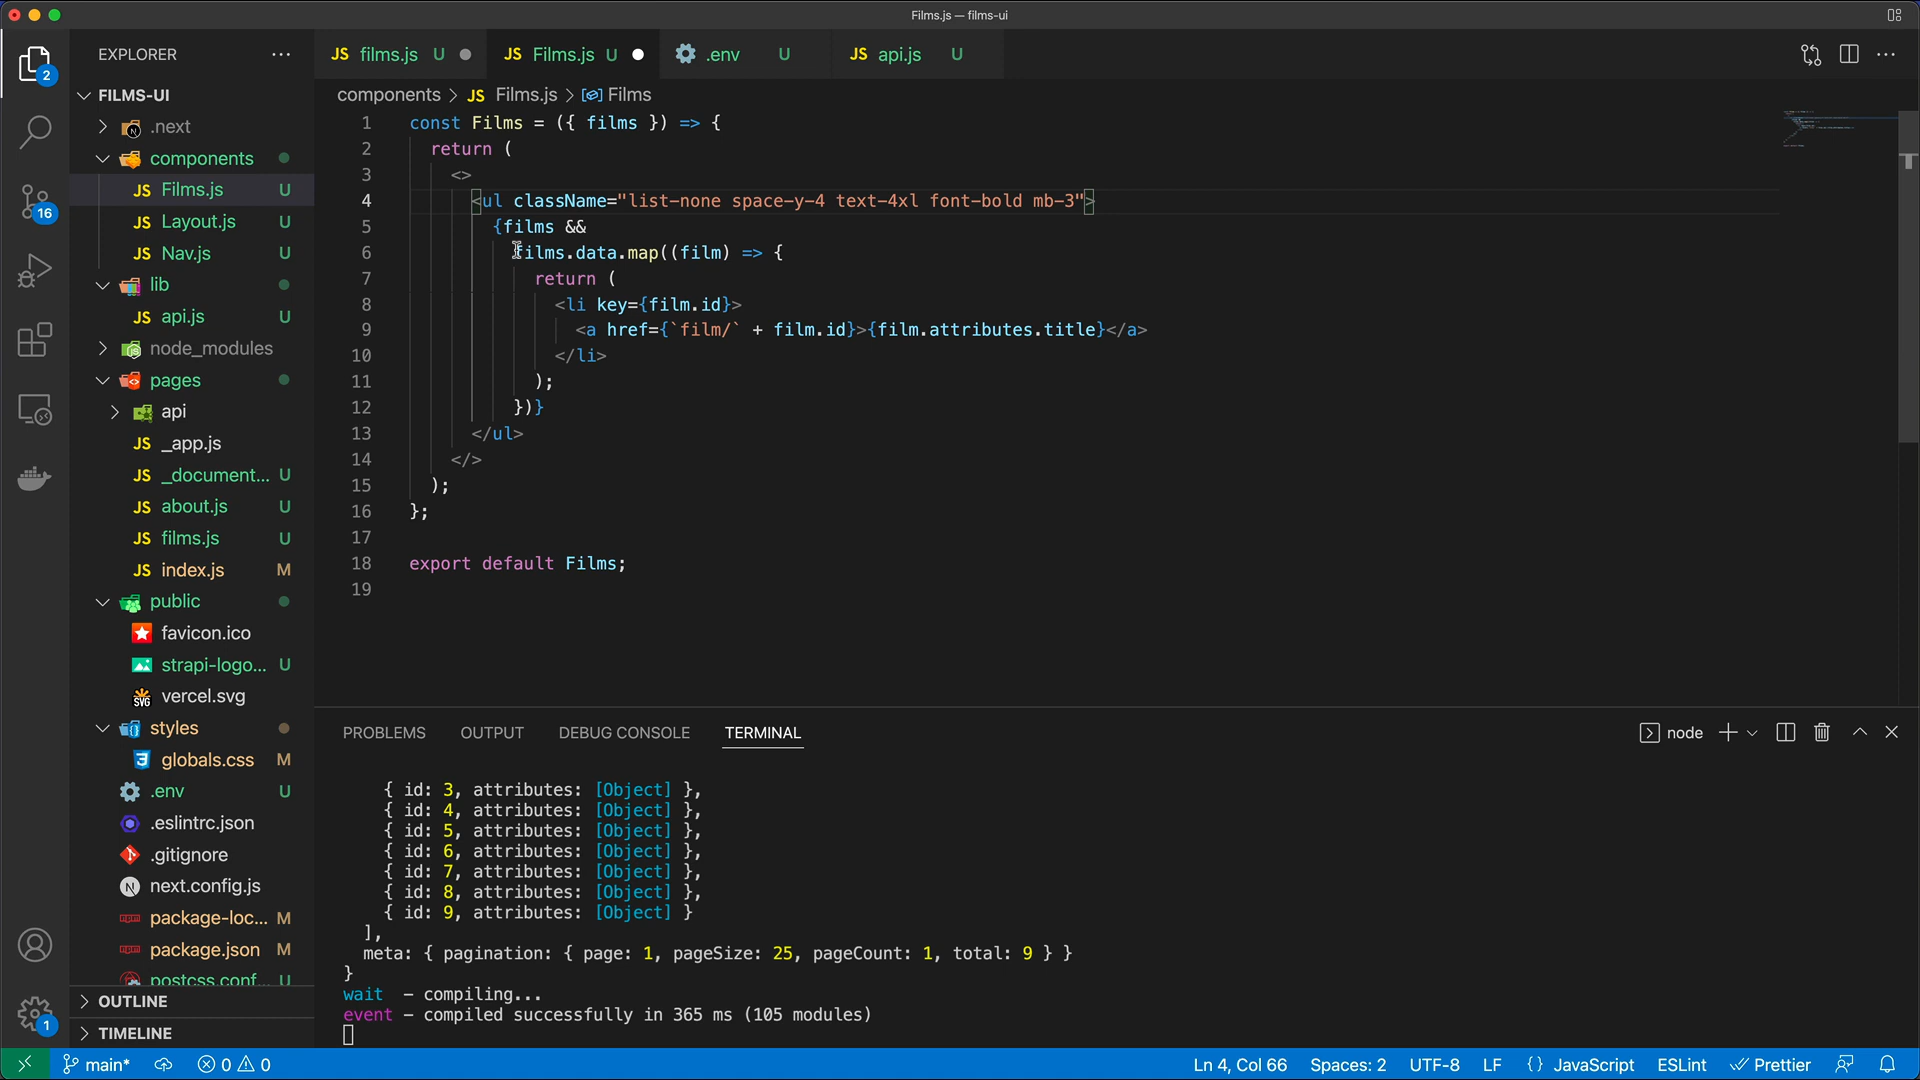 Films.js — films-ui
EXPLORER
FILMS-UI
.next
components
JS Films.js U
JS Layout.js U
JS Nav.js U
lib
JS api.js U
node_modules
pages
api
JS _app.js
JS _document... U
JS about.js U
JS films.js U
JS index.js M
public
favicon.ico
strapi-logo... U
vercel.svg
styles
globals.css M
.env U
.eslintrc.json
.gitignore
next.config.js
package-loc... M
package.json M
postcss.conf... U
OUTLINE
TIMELINE
2
16
1
JS films.js U
JS Films.js U
.env U
JS api.js U
components > JS Films.js > Films
1 const Films = ({ films }) => {
2 return (
3 <>
4 <ul className="list-none space-y-4 text-4xl font-bold mb-3">
5 {films &&
6 films.data.map((film) => {
7 return (
8 <li key={film.id}>
9 <a href={`film/` + film.id}>{film.attributes.title}</a>
10 </li>
11 );
12 })}
13 </ul>
14 </>
15 );
16 };
17
18 export default Films;
19
PROBLEMS OUTPUT DEBUG CONSOLE TERMINAL
node
{ id: 3, attributes: [Object] },
{ id: 4, attributes: [Object] },
{ id: 5, attributes: [Object] },
{ id: 6, attributes: [Object] },
{ id: 7, attributes: [Object] },
{ id: 8, attributes: [Object] },
{ id: 9, attributes: [Object] }
],
meta: { pagination: { page: 1, pageSize: 25, pageCount: 1, total: 9 } }
}
wait – compiling...
event – compiled successfully in 365 ms (105 modules)
main* 0 0 Ln 4, Col 66 Spaces: 2 UTF-8 LF {} JavaScript ESLint Prettier